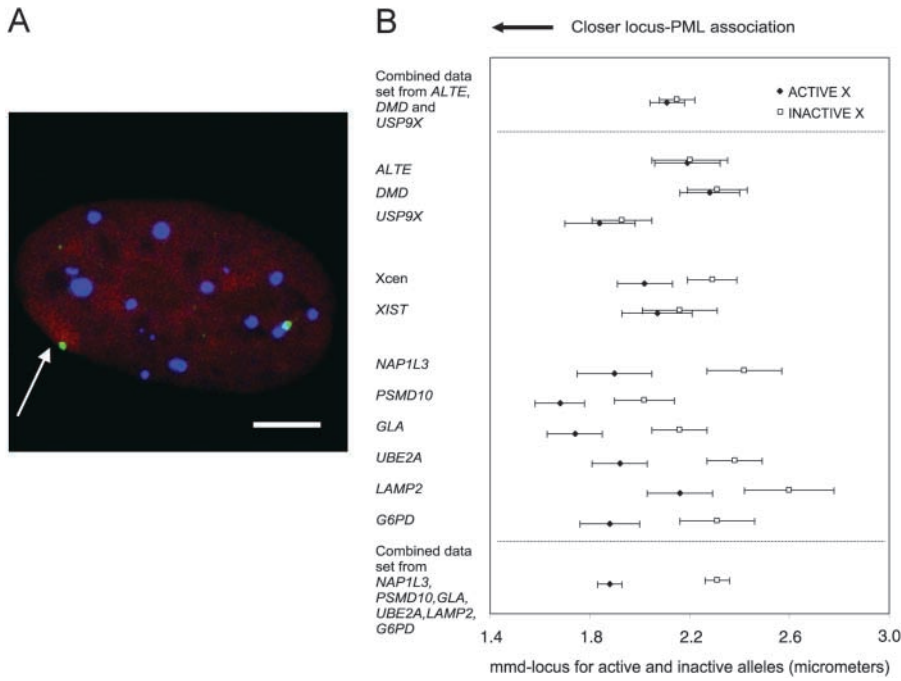 A
B
Closer locus-PML association
Combined data
set from ALTE,
DMD and
USP9X
ACTIVE X
INACTIVE X
ALTE
DMD
USP9X
Xcen
XIST
NAP1L3
PSMD10
GLA
UBE2A
LAMP2
G6PD
Combined data
set from
NAP1L3,
PSMD10,GLA,
UBE2A,LAMP2,
G6PD
1.4 1.8 2.2 2.6 3.0
mmd-locus for active and inactive alleles (micrometers)